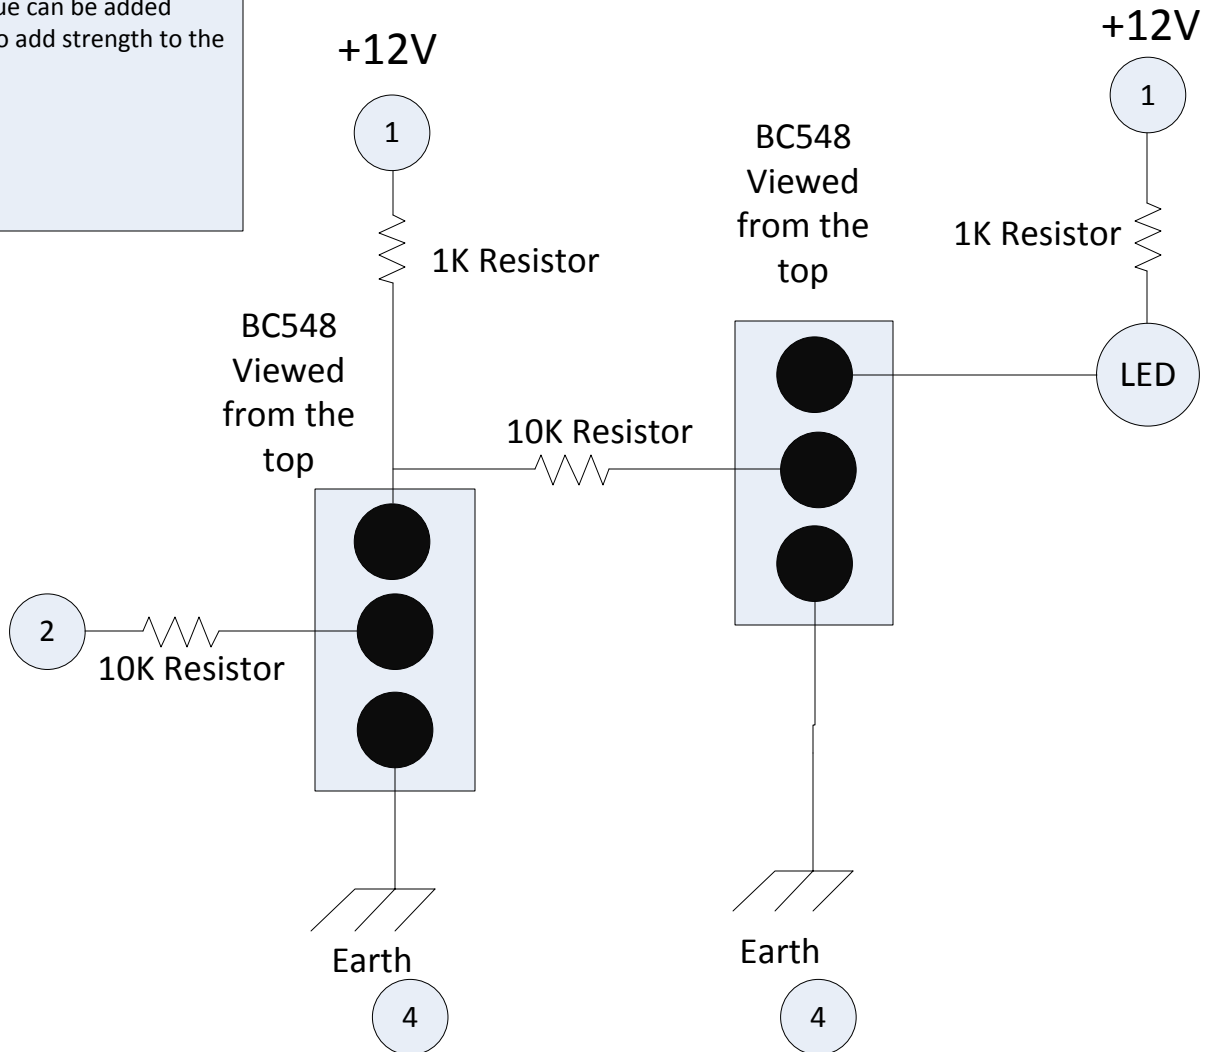 can be added
add strength to the
+12V
1
1K Resistor
BC548
Viewed
from the
top
10K Resistor
2
10K Resistor
Earth
4
BC548
Viewed
from the
top
Earth
4
+12V
1
1K Resistor
LED